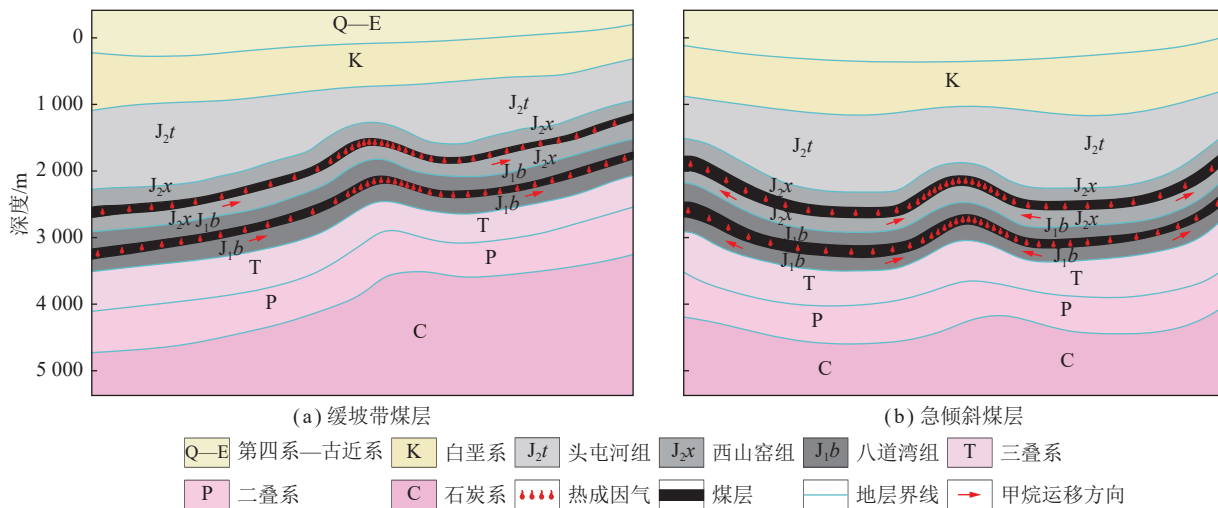 0
1 000
2 000
3 000
4 000
5 000
深度/m
Q—E
K
J₂t
J₂t
J₂x
J₂x
J₂x
J₂x
J₁b
J₁b
J₁b
J₁b
T
T
P
P
C
(a) 缓坡带煤层
Q—E
K
J₂t
J₂t
J₂x
J₂x
J₂x
J₂x
J₁b
J₁b
J₁b
J₁b
T
T
P
P
C
C
(b) 急倾斜煤层
Q—E 第四系—古近系 K 白垩系 J₂t 头屯河组 J₂x 西山窑组 J₁b 八道湾组 T 三叠系
P 二叠系 C 石炭系 热成因气 煤层 地层界线 甲烷运移方向